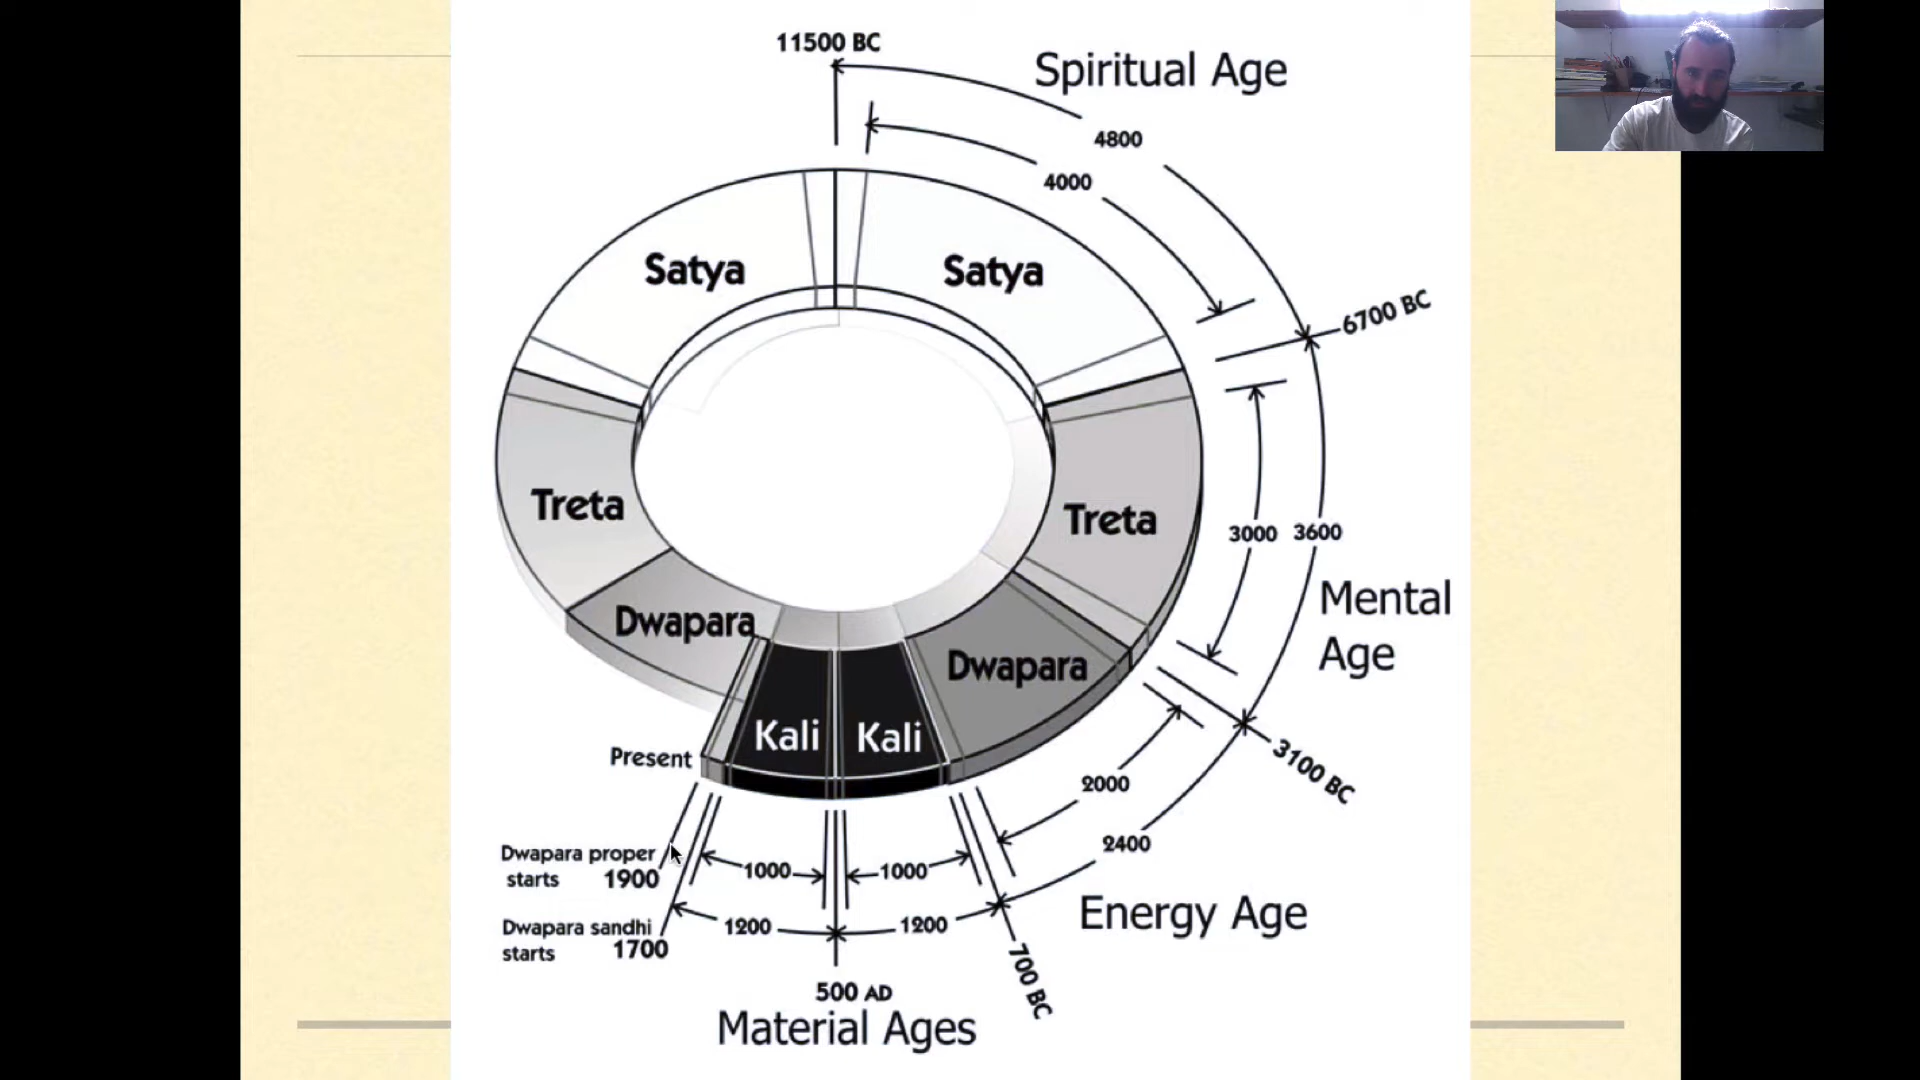 11500 BC
Spiritual Age
4800
4000
Satya
Satya
6700 BC
Treta
Treta
3000
3600
Mental
Age
Dwapara
Dwapara
Kali
Kali
Present
3100 BC
2000
2400
Dwapara proper
starts 1900
1000
1000
Energy Age
Dwapara sandhi
starts 1700
1200
1200
700 BC
500 AD
Material Ages